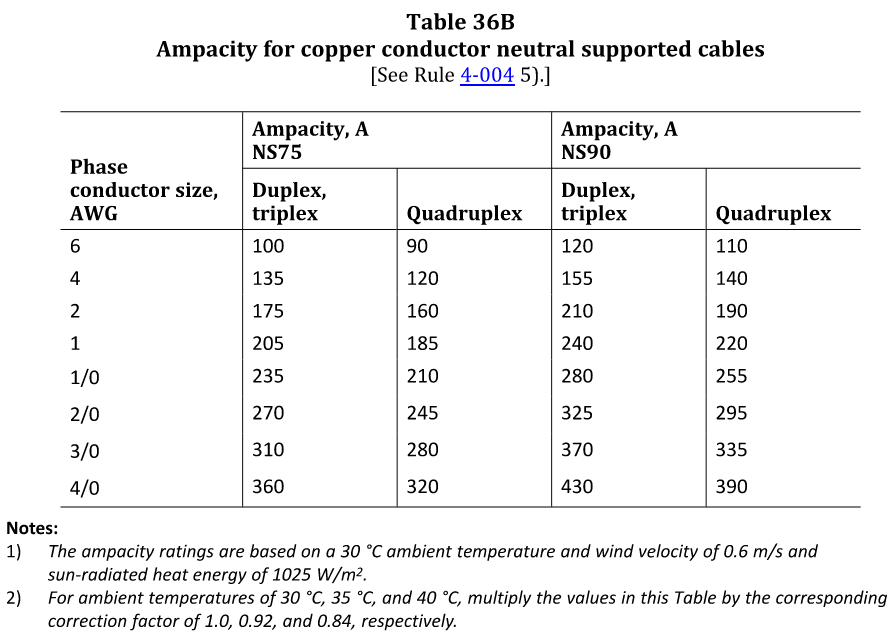 Table 36B
Ampacity for copper conductor neutral supported cables
[See Rule 4-004 5).]
Phase conductor size, AWG
Ampacity, A NS75
Ampacity, A NS90
Duplex, triplex
Quadruplex
Duplex, triplex
Quadruplex
6 100 90 120 110
4 135 120 155 140
2 175 160 210 190
1 205 185 240 220
1/0 235 210 280 255
2/0 270 245 325 295
3/0 310 280 370 335
4/0 360 320 430 390
Notes:
1) The ampacity ratings are based on a 30 °C ambient temperature and wind velocity of 0.6 m/s and
sun-radiated heat energy of 1025 W/m².
2) For ambient temperatures of 30 °C, 35 °C, and 40 °C, multiply the values in this Table by the corresponding
correction factor of 1.0, 0.92, and 0.84, respectively.